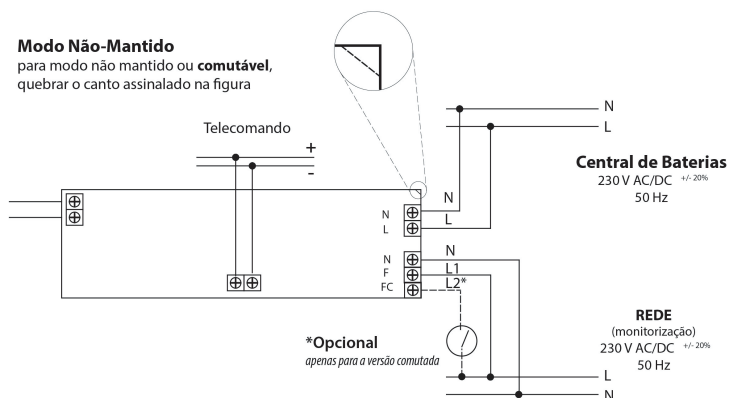 Modo Não-Mantido
para modo não mantido ou comutável,
quebrar o canto assinalado na figura
Telecomando
+
-
N
L
Central de Baterias
230 V AC/DC +/- 20%
50 Hz
N
L
N
L
N
F
FC
N
L1
L2*
*Opcional
apenas para a versão comutada
REDE
(monitorização)
230 V AC/DC +/- 20%
50 Hz
L
N